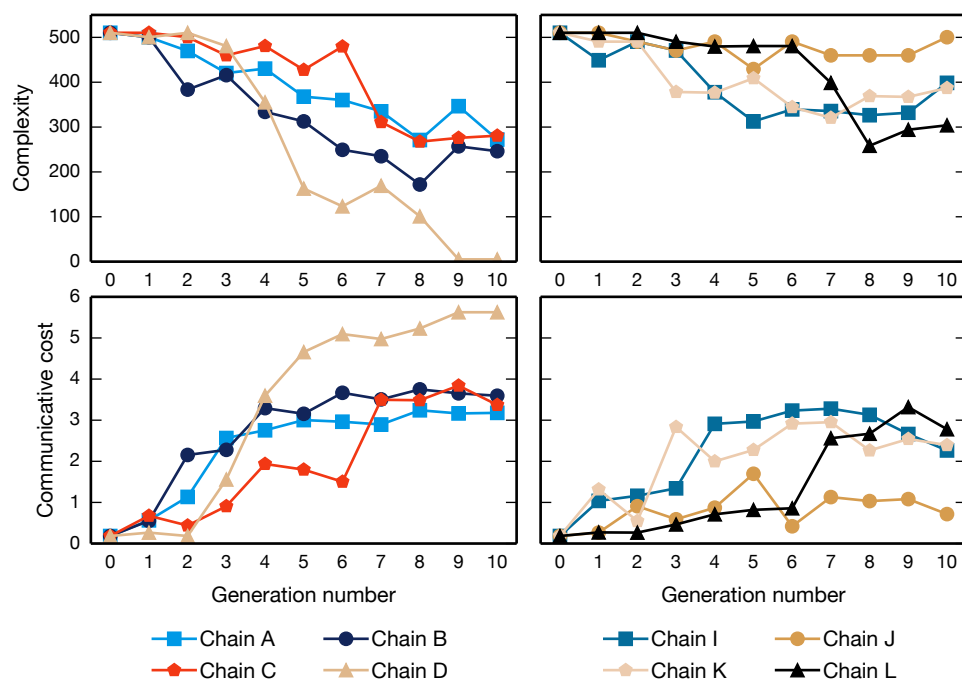 Complexity
500
400
300
200
100
0
0 1 2 3 4 5 6 7 8 9 10
0 1 2 3 4 5 6 7 8 9 10
Communicative cost
6
5
4
3
2
1
0
0 1 2 3 4 5 6 7 8 9 10
0 1 2 3 4 5 6 7 8 9 10
Generation number
Generation number
Chain A Chain B
Chain C Chain D
Chain I Chain J
Chain K Chain L